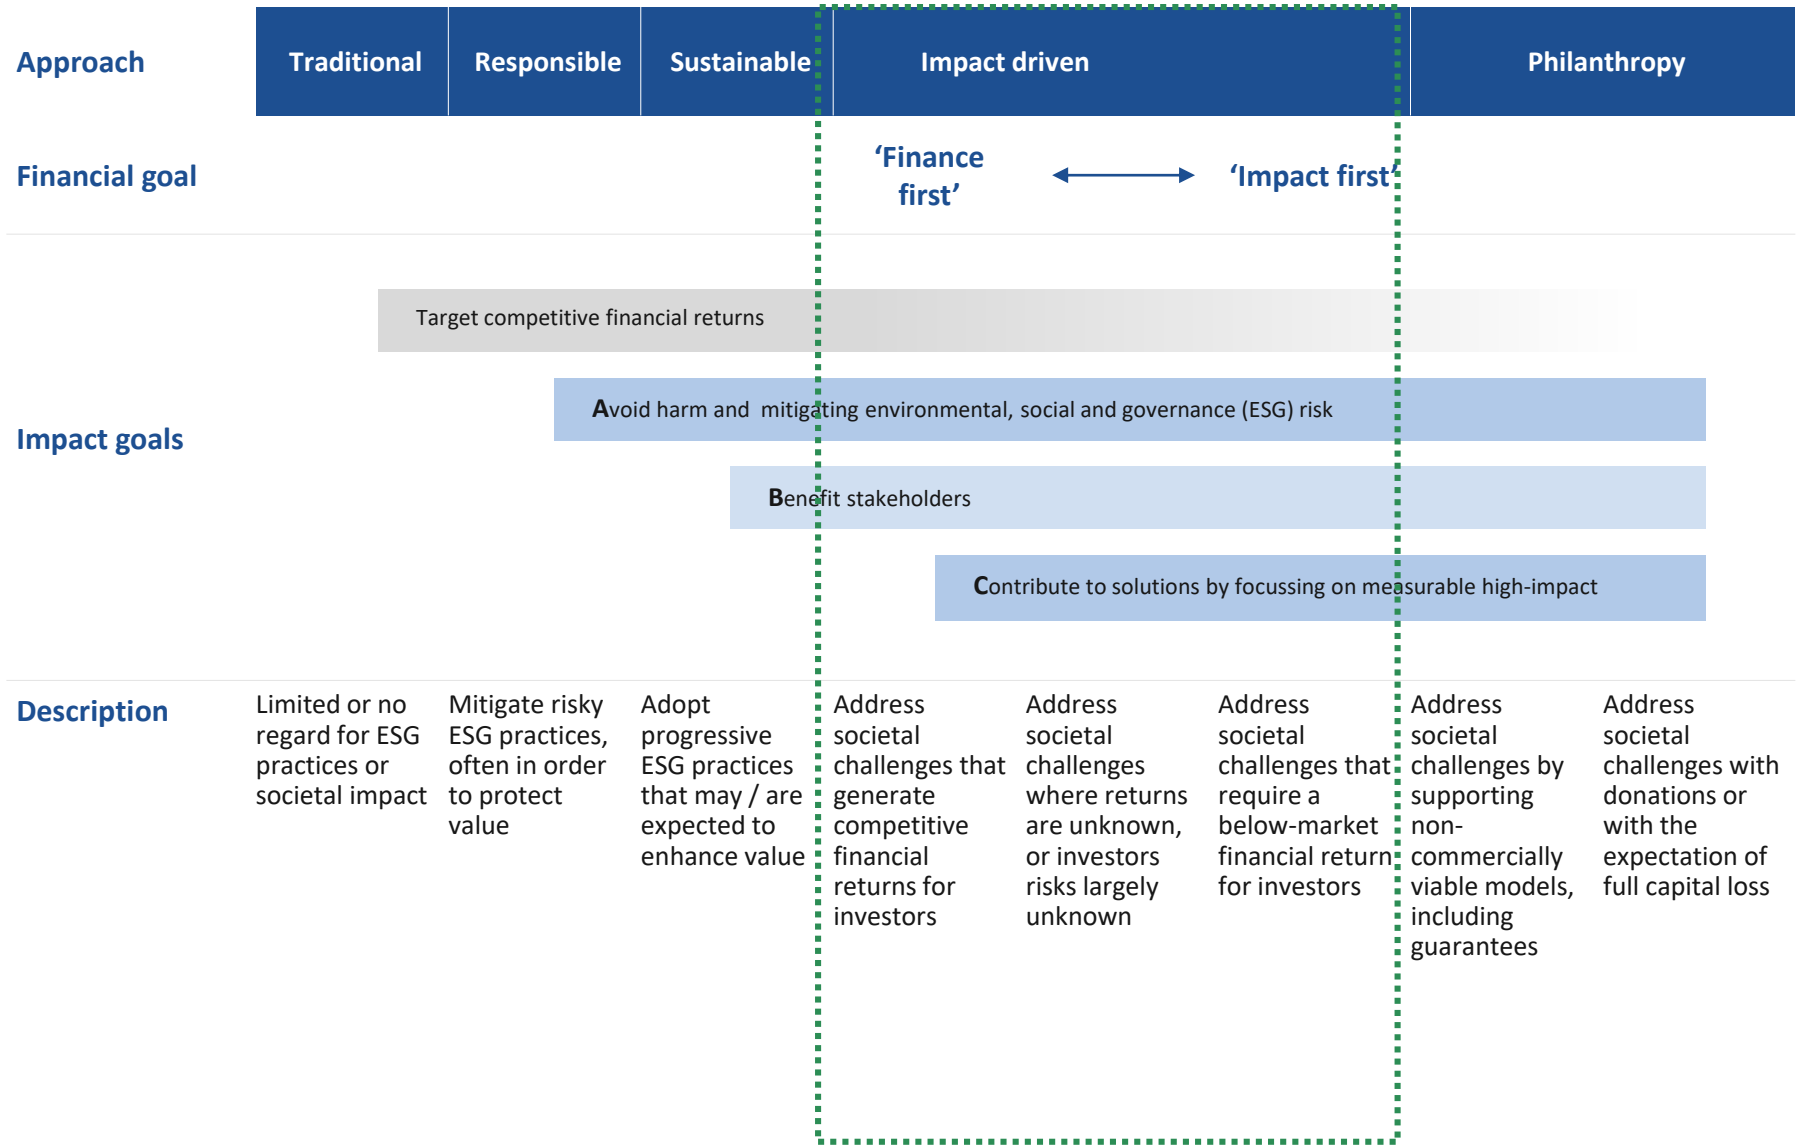 Approach
Traditional
Responsible
Sustainable
Impact driven
Philanthropy
Financial goal
‘Finance
first’
‘Impact first’
Impact goals
Target competitive financial returns
Avoid harm and  mitigating environmental, social and governance (ESG) risk
Benefit stakeholders
Contribute to solutions by focussing on measurable high-impact
Description
Limited or no
regard for ESG
practices or
societal impact
Mitigate risky
ESG practices,
often in order
to protect
value
Adopt
progressive
ESG practices
that may / are
expected to
enhance value
Address
societal
challenges that
generate
competitive
financial
returns for
investors
Address
societal
challenges
where returns
are unknown,
or investors
risks largely
unknown
Address
societal
challenges that
require a
below-market
financial return
for investors
Address
societal
challenges by
supporting
non-
commercially
viable models,
including
guarantees
Address
societal
challenges with
donations or
with the
expectation of
full capital loss